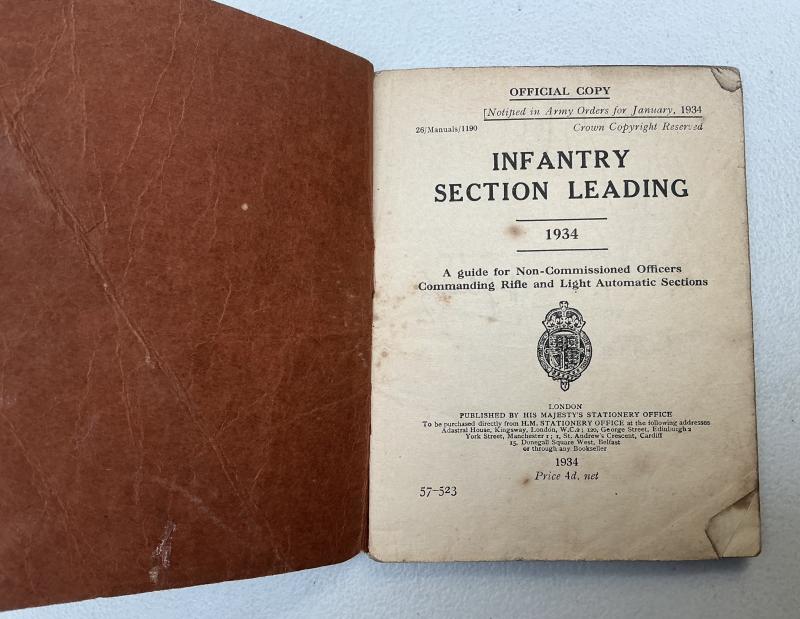 OFFICIAL COPY
[Notified in Army Orders for January, 1934
26/Manuals/1190
Crown Copyright Reserved
INFANTRY
SECTION LEADING
1934
A guide for Non-Commissioned Officers
Commanding Rifle and Light Automatic Sections
LONDON
PUBLISHED BY HIS MAJESTY'S STATIONERY OFFICE
To be purchased directly from H.M. STATIONERY OFFICE at the following addresses
Adastral House, Kingsway, London, W.C.2; 120, George Street, Edinburgh 2
York Street, Manchester 1; 1, St. Andrew's Crescent, Cardiff
15, Donegall Square West, Belfast
or through any Bookseller
1934
Price 4d. net
57-523